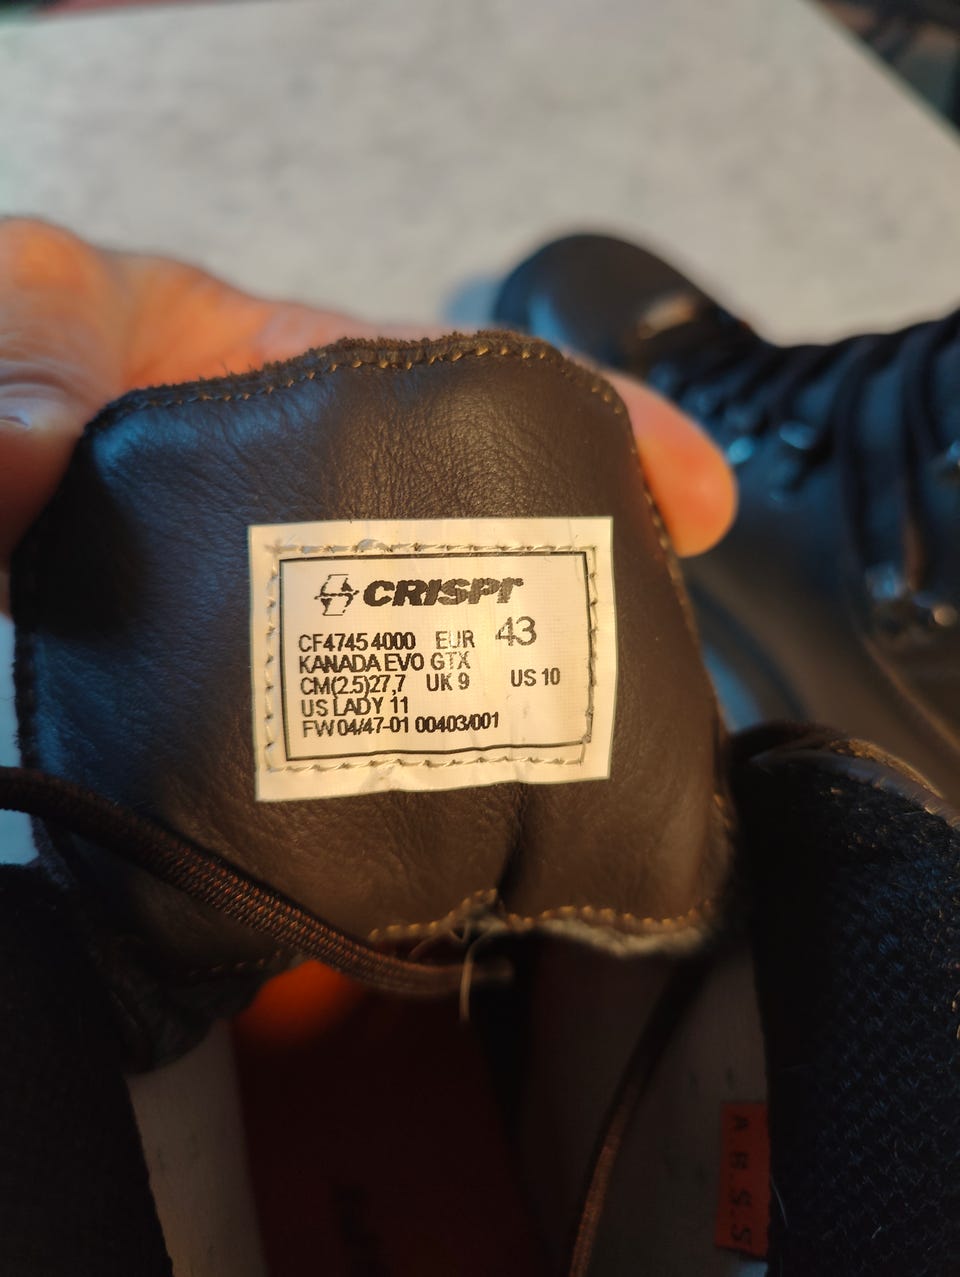 CRISPI
CF4745 4000 EUR 43
KANADA EVO GTX
CM(2.5)27,7 UK 9 US 10
US LADY 11
FW 04/47-01 00403/001
A.B.S.S